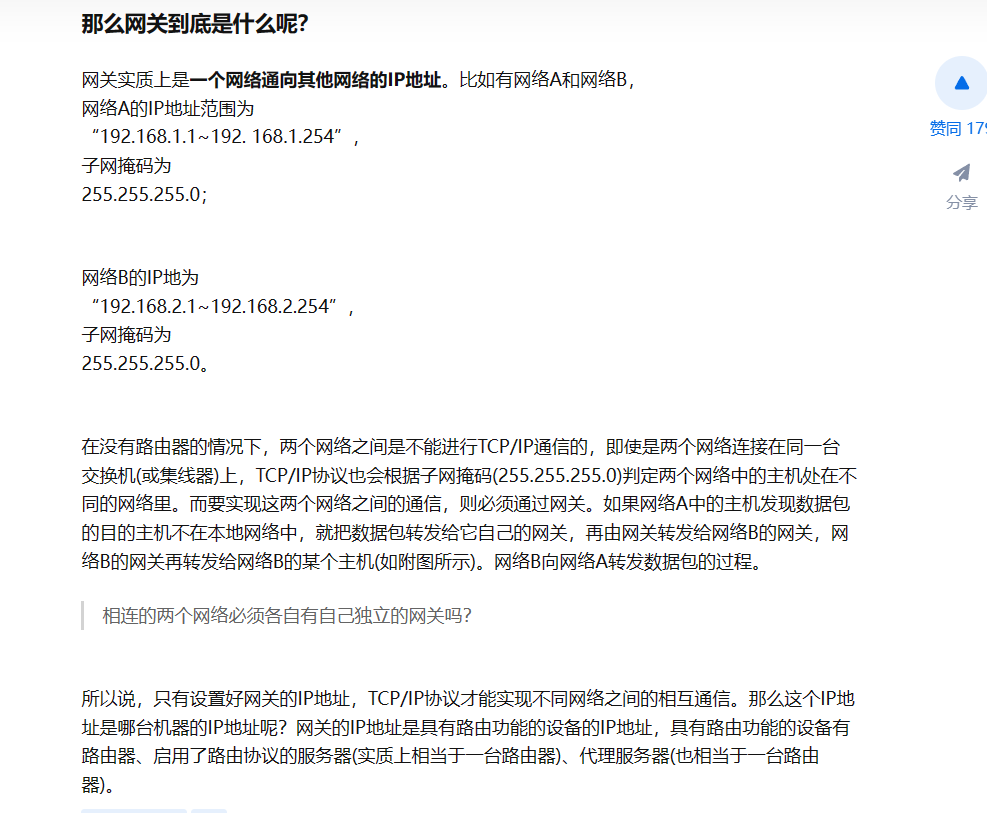 那么网关到底是什么呢？
网关实质上是一个网络通向其他网络的IP地址。比如有网络A和网络B，
网络A的IP地址范围为
“192.168.1.1~192. 168.1.254”，
子网掩码为
255.255.255.0；
网络B的IP地为
“192.168.2.1~192.168.2.254”，
子网掩码为
255.255.255.0。
在没有路由器的情况下，两个网络之间是不能进行TCP/IP通信的，即使是两个网络连接在同一台
交换机(或集线器)上，TCP/IP协议也会根据子网掩码(255.255.255.0)判定两个网络中的主机处在不
同的网络里。而要实现这两个网络之间的通信，则必须通过网关。如果网络A中的主机发现数据包
的目的主机不在本地网络中，就把数据包转发给它自己的网关，再由网关转发给网络B的网关，网
络B的网关再转发给网络B的某个主机(如附图所示)。网络B向网络A转发数据包的过程。
相连的两个网络必须各自有自己独立的网关吗？
所以说，只有设置好网关的IP地址，TCP/IP协议才能实现不同网络之间的相互通信。那么这个IP地
址是哪台机器的IP地址呢？网关的IP地址是具有路由功能的设备的IP地址，具有路由功能的设备有
路由器、启用了路由协议的服务器(实质上相当于一台路由器)、代理服务器(也相当于一台路由
器)。
赞同 179
分享